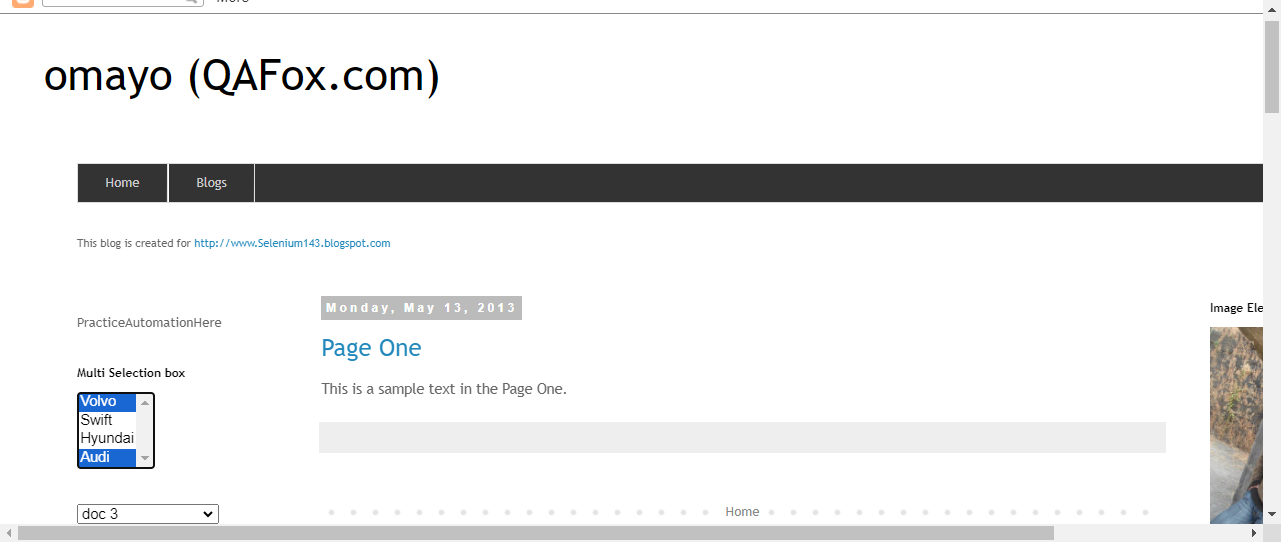 More
omayo (QAFox.com)
Home Blogs
This blog is created for http://www.Selenium143.blogspot.com
PracticeAutomationHere
Multi Selection box
Volvo
Swift
Hyundai
Audi
doc 3
Monday, May 13, 2013
Page One
This is a sample text in the Page One.
Home
Image Ele